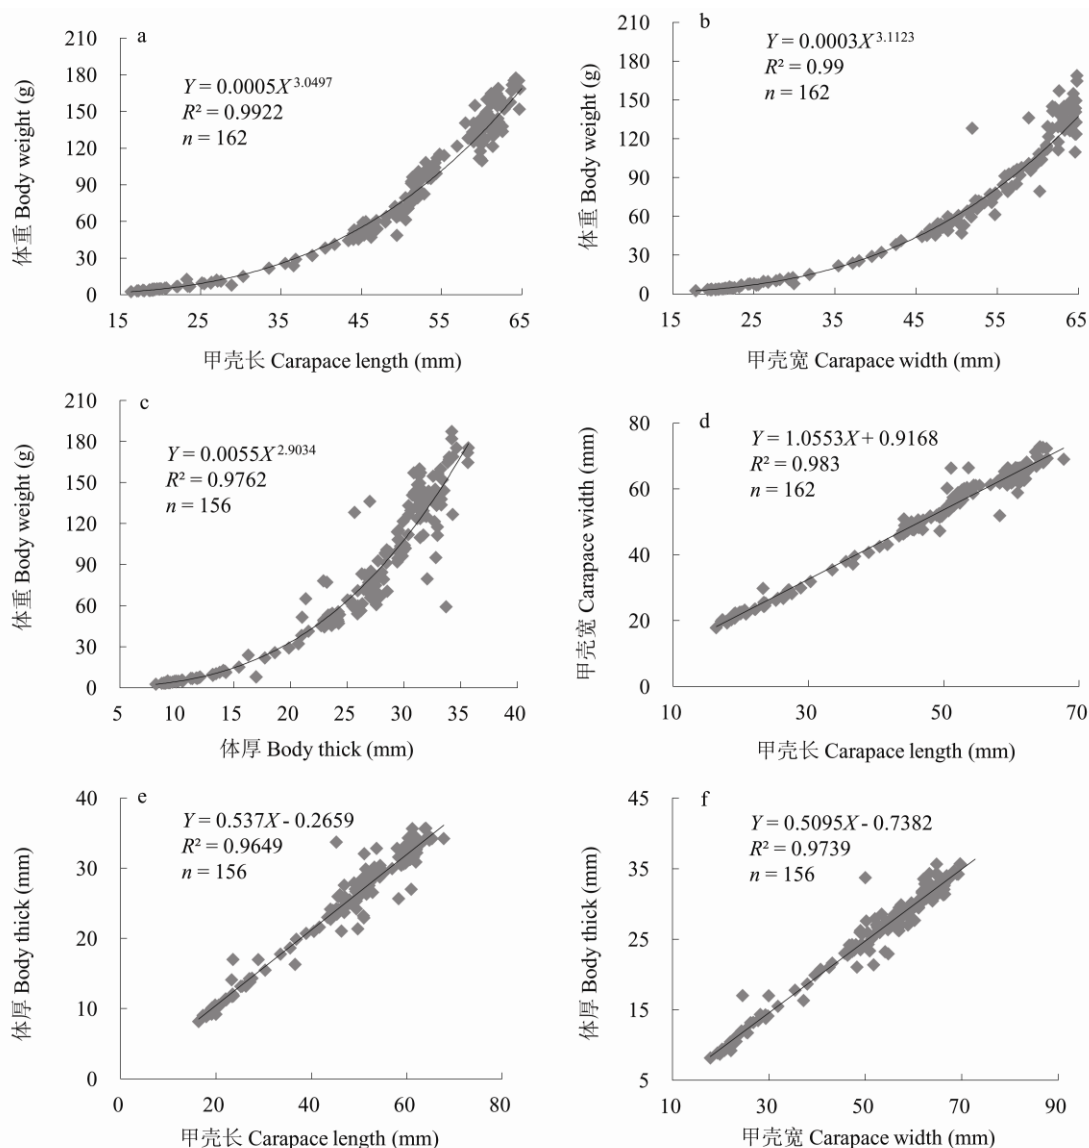 a
210
180
150
120
90
60
30
0
体重 Body weight (g)
Y = 0.0005X^3.0497
R² = 0.9922
n = 162
15 25 35 45 55 65
甲壳长 Carapace length (mm)
b
210
180
150
120
90
60
30
0
体重 Body weight (g)
Y = 0.0003X^3.1123
R² = 0.99
n = 162
15 25 35 45 55 65
甲壳宽 Carapace width (mm)
c
210
180
150
120
90
60
30
0
体重 Body weight (g)
Y = 0.0055X^2.9034
R² = 0.9762
n = 156
5 10 15 20 25 30 35 40
体厚 Body thick (mm)
d
80
60
40
20
0
甲壳宽 Carapace width (mm)
Y = 1.0553X + 0.9168
R² = 0.983
n = 162
10 30 50 70
甲壳长 Carapace length (mm)
e
40
30
20
10
0
体厚 Body thick (mm)
Y = 0.537X - 0.2659
R² = 0.9649
n = 156
0 20 40 60 80
甲壳长 Carapace length (mm)
f
45
35
25
15
5
体厚 Body thick (mm)
Y = 0.5095X - 0.7382
R² = 0.9739
n = 156
10 30 50 70 90
甲壳宽 Carapace width (mm)